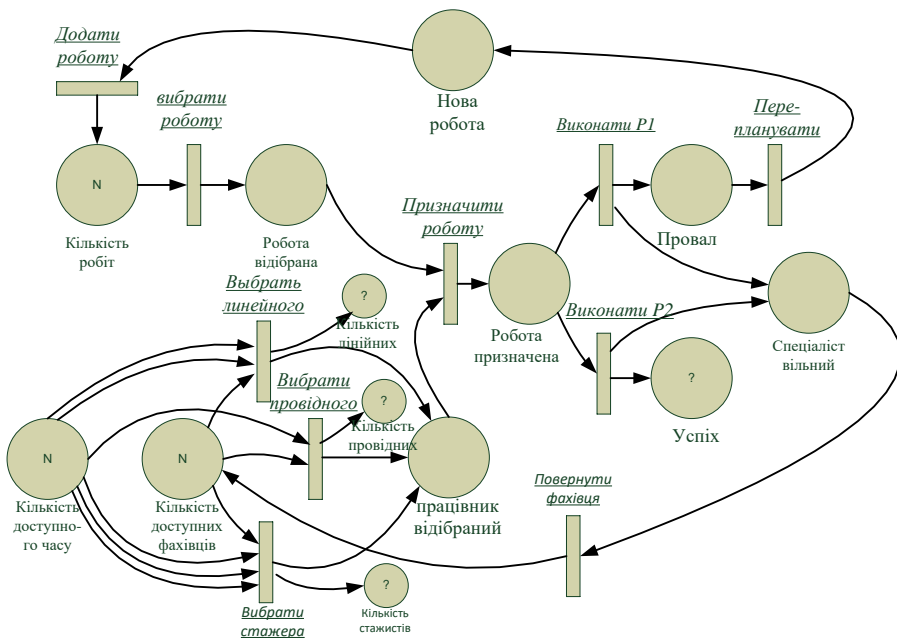 Додати
роботу
вибрати
роботу
Нова
робота
Виконати Р1
Пере-
планувати
N
Кількість
робіт
Робота
відібрана
Призначити
роботу
Провал
Выбрать
линейного
?
Кількість
лінійних
Робота
призначена
Виконати Р2
Спеціаліст
вільний
?
Успіх
Вибрати
провідного
?
Кількість
провідних
N
Кількість
доступно-
го часу
N
Кількість
доступних
фахівців
працівник
відібраний
Повернути
фахівця
Вибрати
стажера
?
Кількість
стажистів